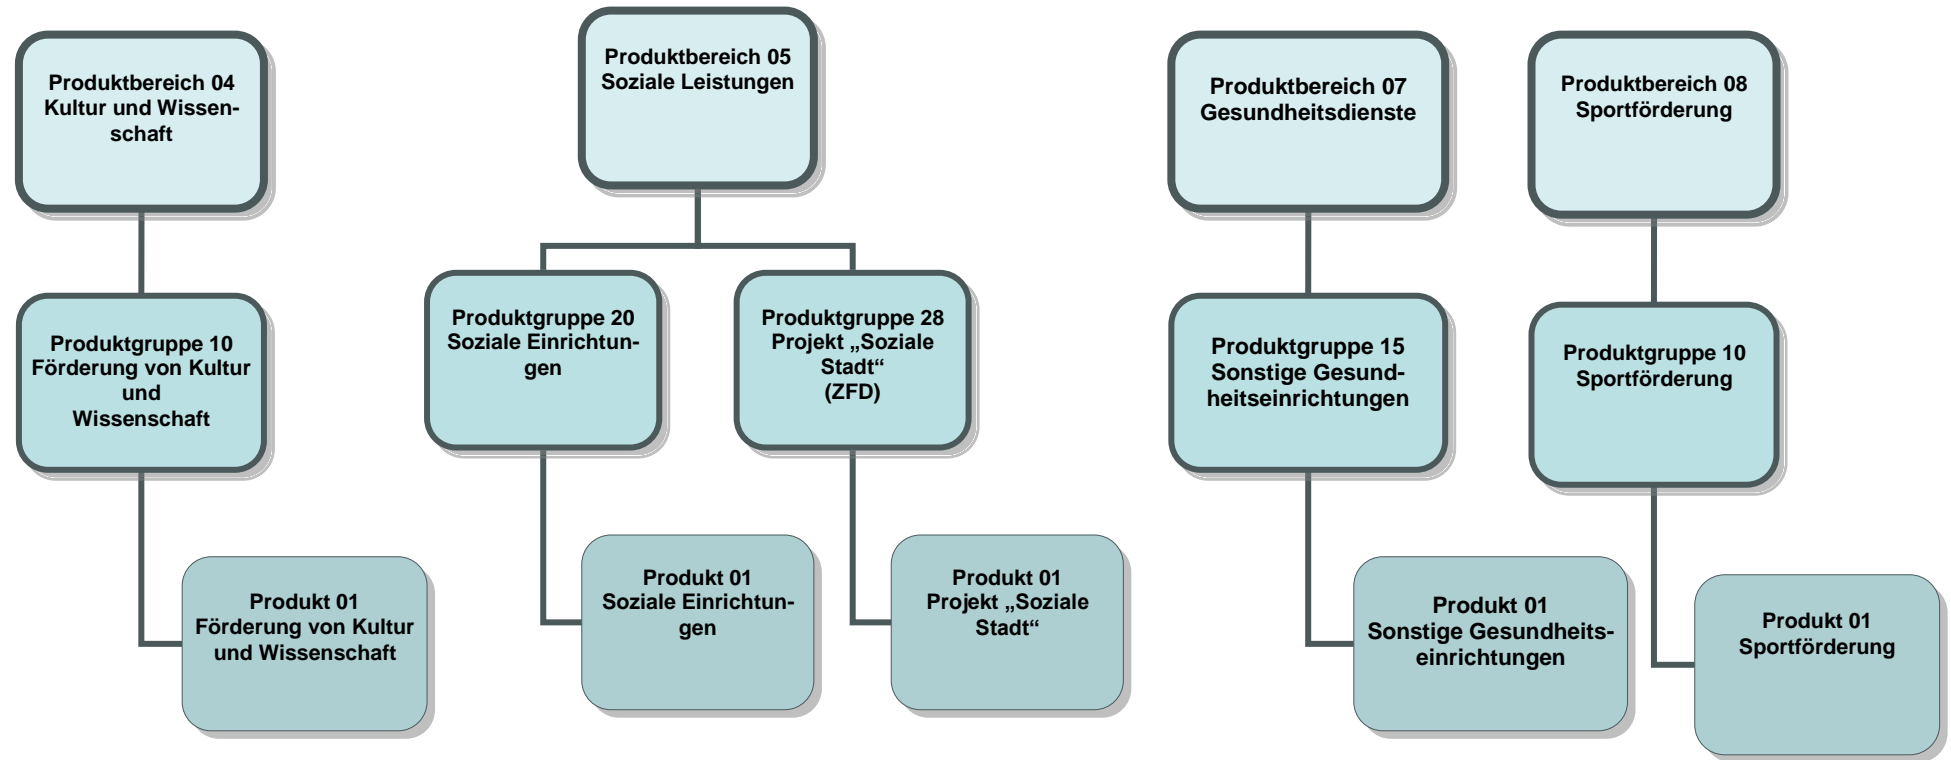 Produktbereich 04
Kultur und Wissen-
schaft
Produktgruppe 10
Förderung von Kultur
und
Wissenschaft
Produkt 01
Förderung von Kultur
und Wissenschaft
Produktbereich 05
Soziale Leistungen
Produktgruppe 20
Soziale Einrichtun-
gen
Produkt 01
Soziale Einrichtun-
gen
Produktgruppe 28
Projekt „Soziale
Stadt“
(ZFD)
Produkt 01
Projekt „Soziale
Stadt“
Produktbereich 07
Gesundheitsdienste
Produktgruppe 15
Sonstige Gesund-
heitseinrichtungen
Produkt 01
Sonstige Gesundheits-
einrichtungen
Produktbereich 08
Sportförderung
Produktgruppe 10
Sportförderung
Produkt 01
Sportförderung